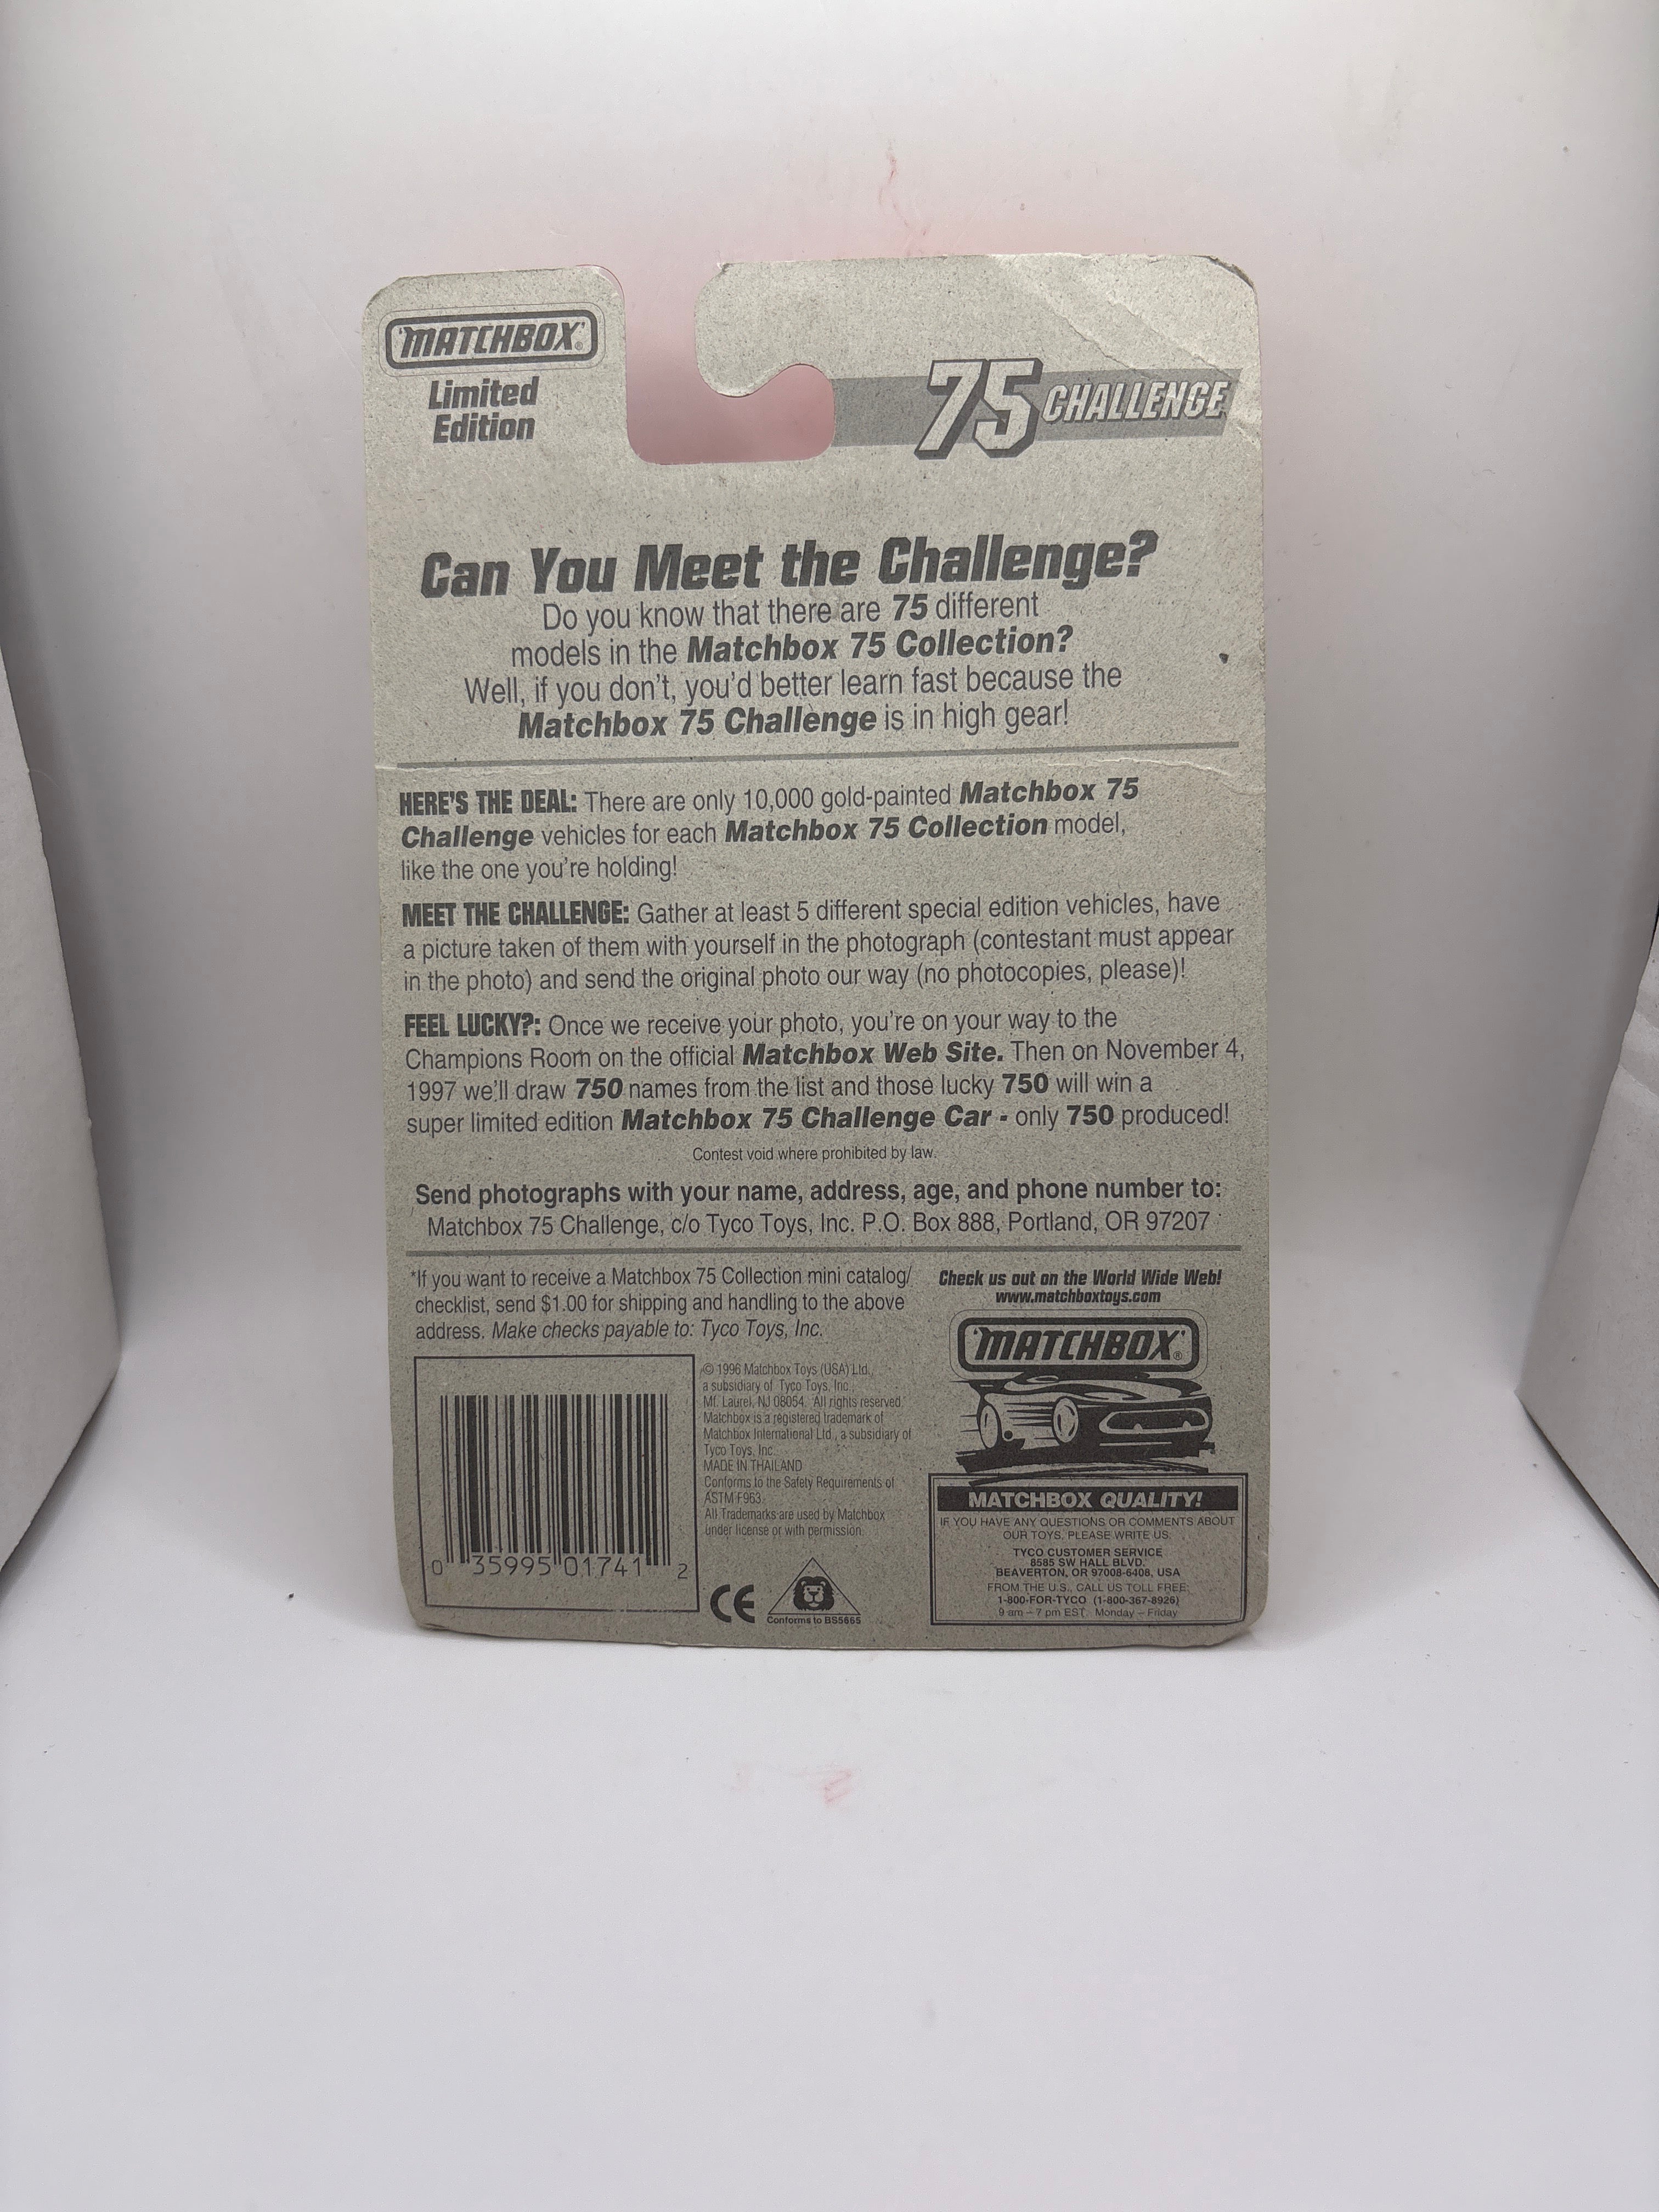 MATCHBOX®
Limited
Edition
75 CHALLENGE
Can You Meet the Challenge?
Do you know that there are 75 different
models in the Matchbox 75 Collection?
Well, if you don't, you'd better learn fast because the
Matchbox 75 Challenge is in high gear!
HERE'S THE DEAL: There are only 10,000 gold-painted Matchbox 75
Challenge vehicles for each Matchbox 75 Collection model,
like the one you're holding!
MEET THE CHALLENGE: Gather at least 5 different special edition vehicles, have
a picture taken of them with yourself in the photograph (contestant must appear
in the photo) and send the original photo our way (no photocopies, please)!
FEEL LUCKY?: Once we receive your photo, you're on your way to the
Champions Room on the official Matchbox Web Site. Then on November 4,
1997 we'll draw 750 names from the list and those lucky 750 will win a
super limited edition Matchbox 75 Challenge Car - only 750 produced!
Contest void where prohibited by law.
Send photographs with your name, address, age, and phone number to:
Matchbox 75 Challenge, c/o Tyco Toys, Inc. P.O. Box 888, Portland, OR 97207
*If you want to receive a Matchbox 75 Collection mini catalog/
checklist, send $1.00 for shipping and handling to the above
address. Make checks payable to: Tyco Toys, Inc.
0 35995 01741 2
© 1996 Matchbox Toys (USA) Ltd.,
a subsidiary of Tyco Toys, Inc.,
Mt. Laurel, NJ 08054. All rights reserved.
Matchbox is a registered trademark of
Matchbox International Ltd., a subsidiary of
Tyco Toys, Inc.
MADE IN THAILAND
Conforms to the Safety Requirements of
ASTM F963.
All Trademarks are used by Matchbox
under license or with permission.
CE
Conforms to BS5665
Check us out on the World Wide Web!
www.matchboxtoys.com
MATCHBOX®
MATCHBOX QUALITY!
IF YOU HAVE ANY QUESTIONS OR COMMENTS ABOUT
OUR TOYS, PLEASE WRITE US:
TYCO CUSTOMER SERVICE
8585 SW HALL BLVD.
BEAVERTON, OR 97008-6408, USA
FROM THE U.S., CALL US TOLL FREE:
1-800-FOR-TYCO (1-800-367-8926)
9 am – 7 pm EST Monday – Friday